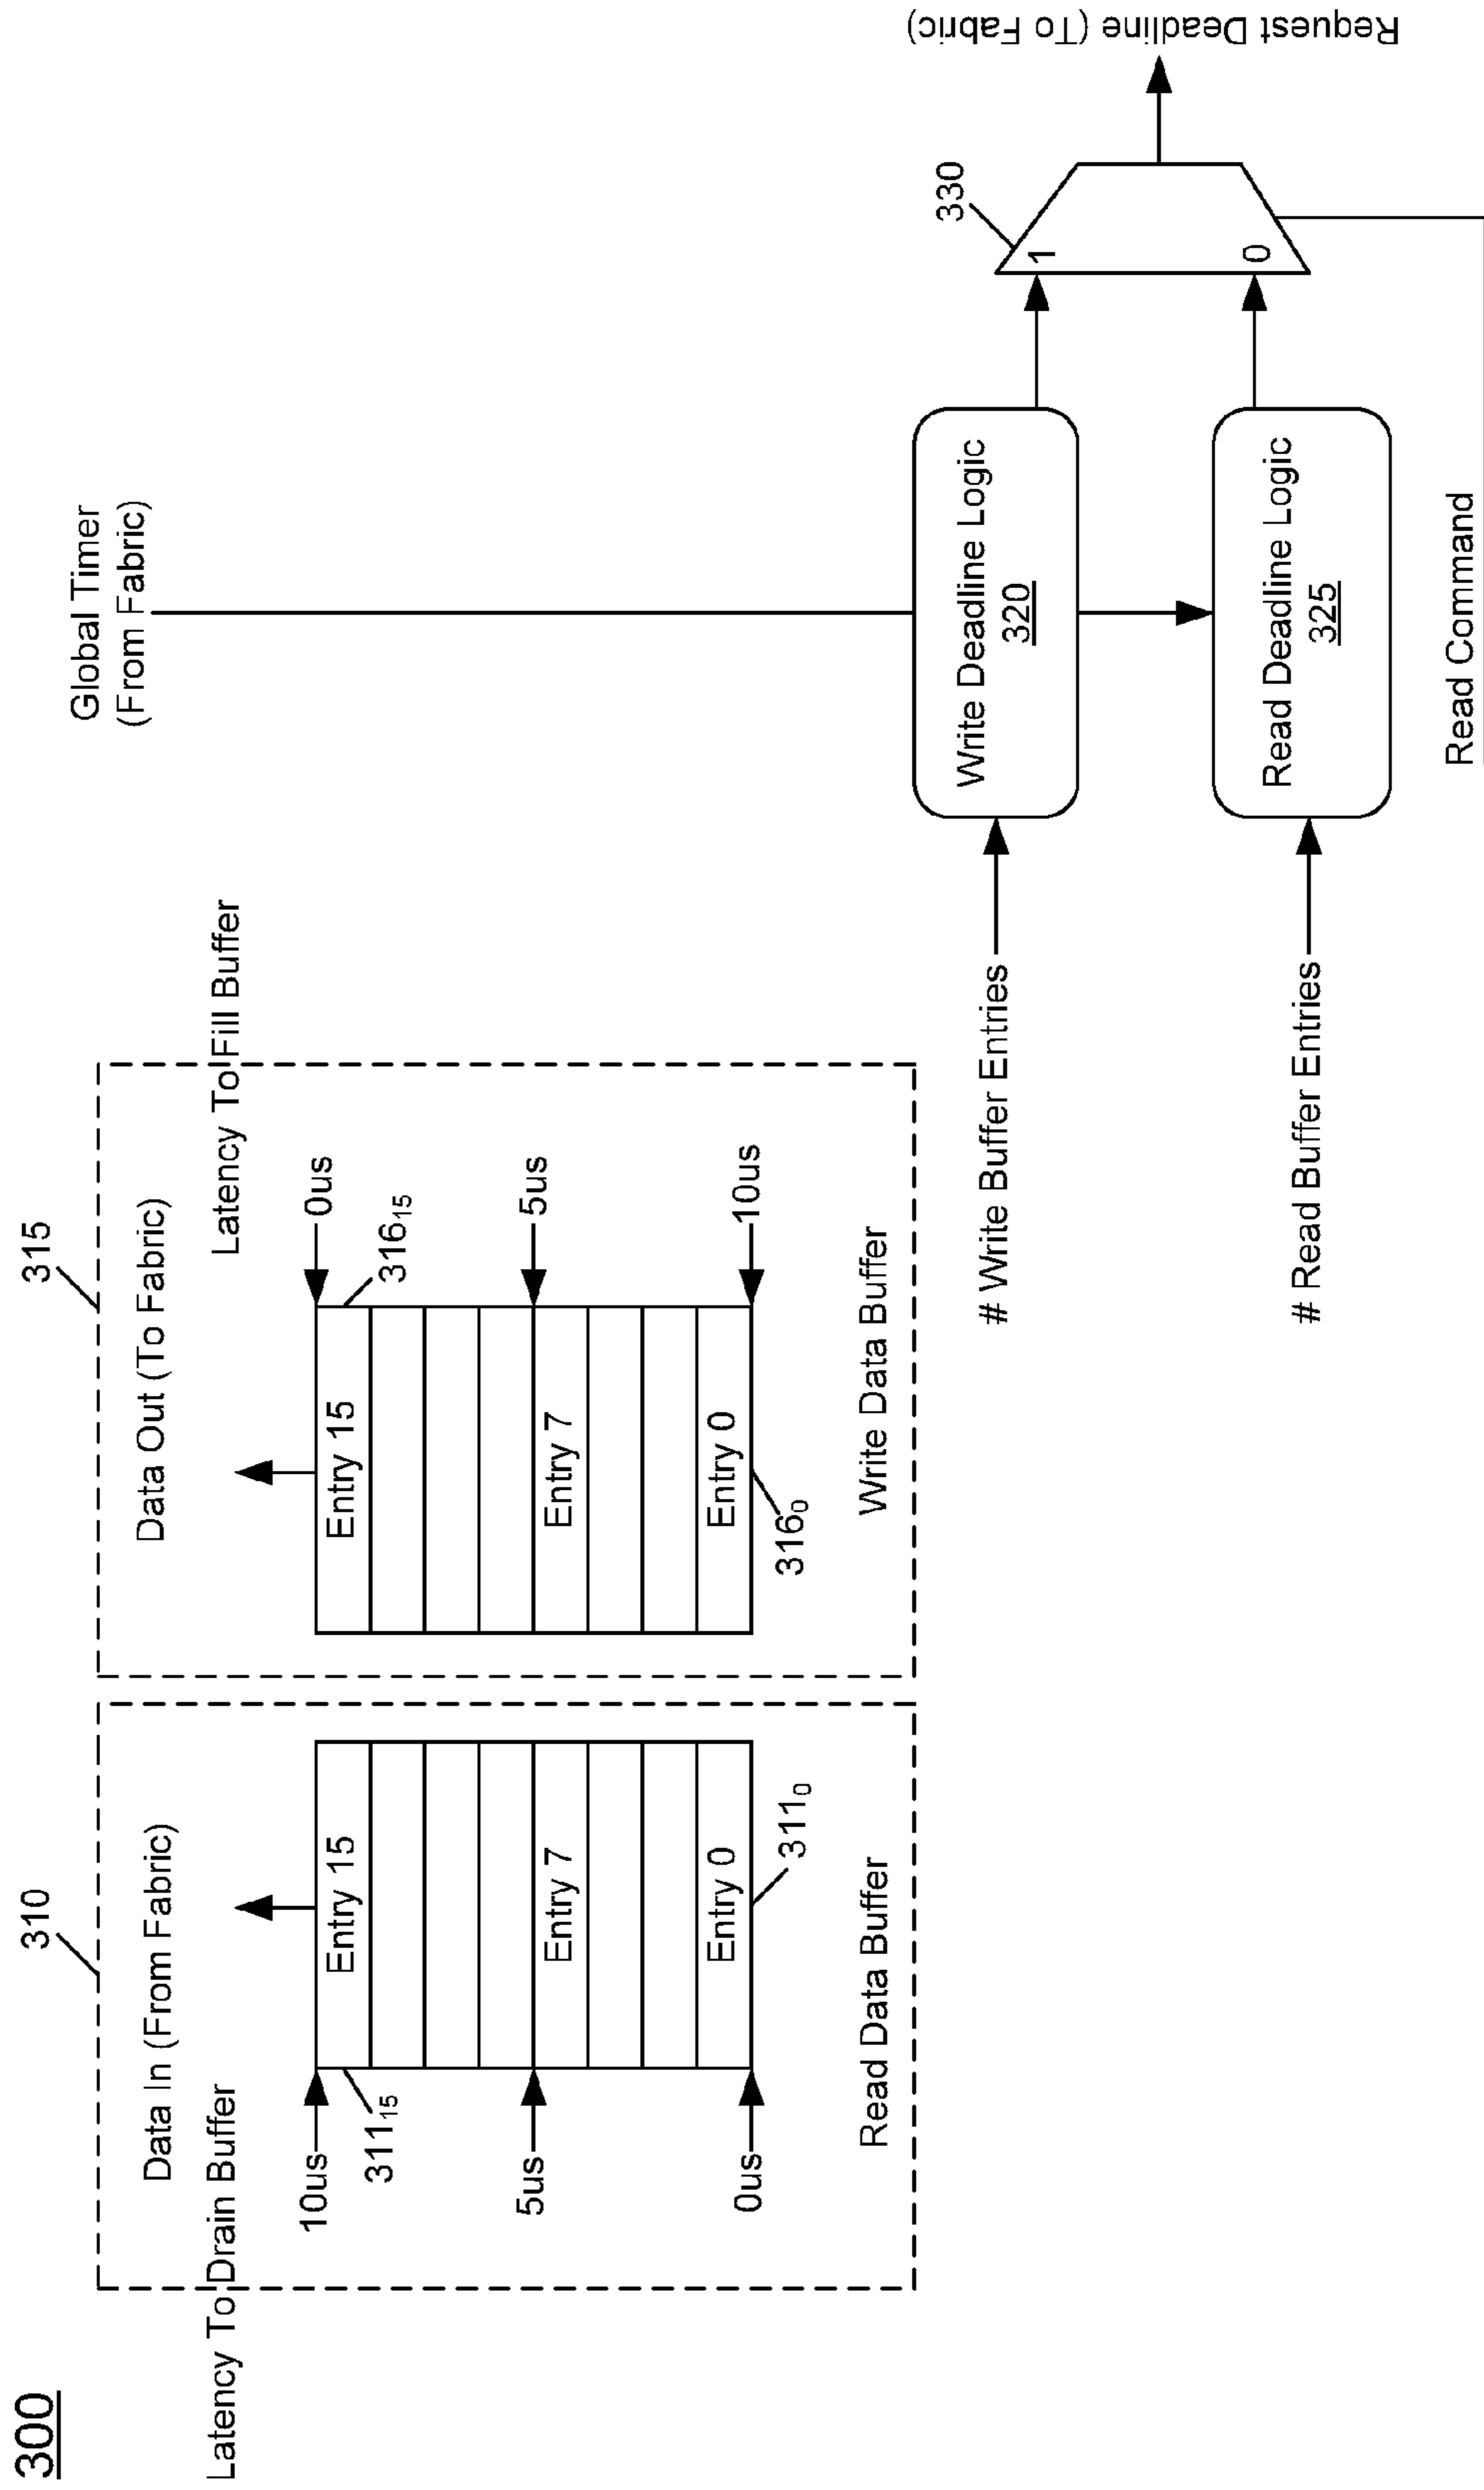 300
310
315
Data In (From Fabric)
Latency To Drain Buffer
10us
5us
0us
311₁₅
Entry 15
Entry 7
Entry 0
311₀
Read Data Buffer
Data Out (To Fabric)
Latency To Fill Buffer
0us
5us
10us
316₁₅
Entry 15
Entry 7
Entry 0
316₀
Write Data Buffer
Global Timer
(From Fabric)
# Write Buffer Entries
Write Deadline Logic
320
# Read Buffer Entries
Read Deadline Logic
325
Read Command
330
1
0
Request Deadline (To Fabric)